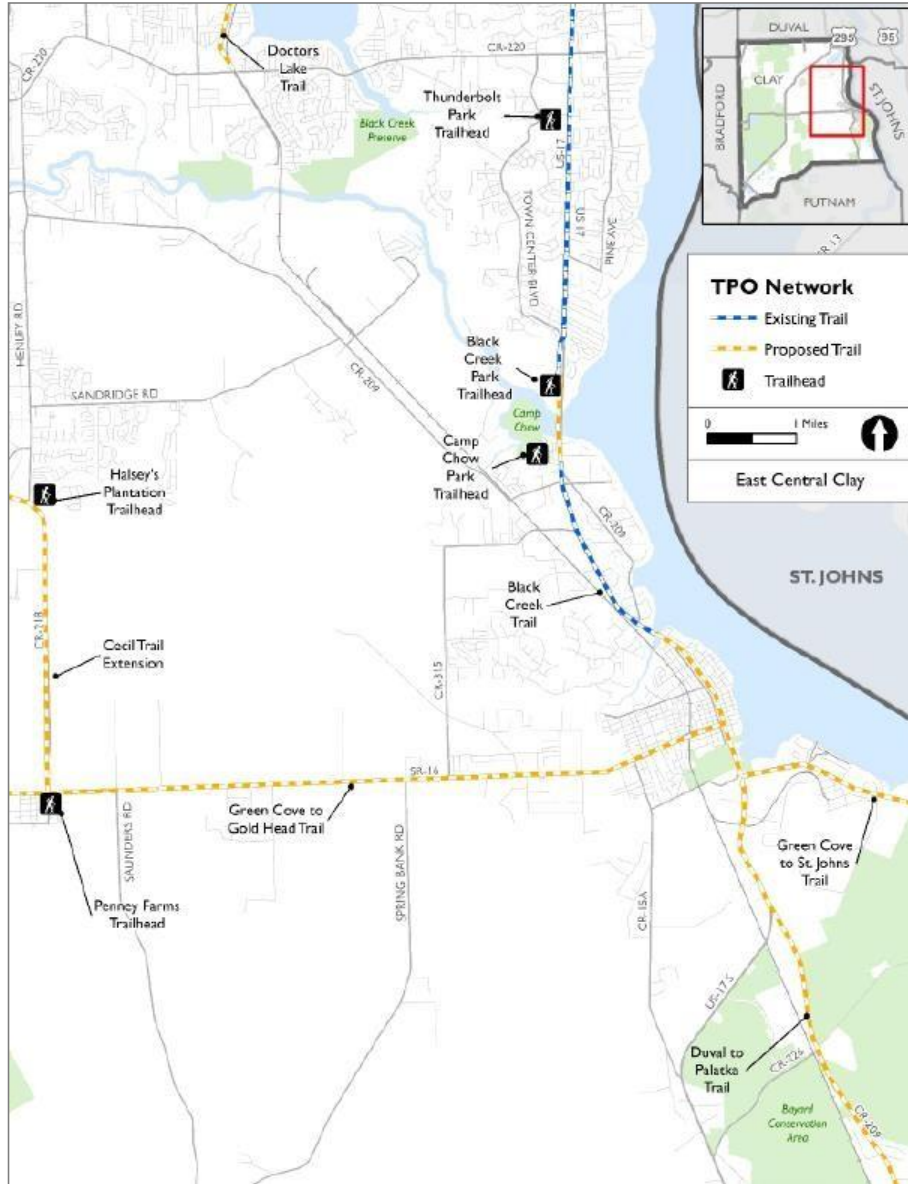 DUVAL
295
95
CLAY
BRADFORD
ST. JOHNS
PUTNAM
SR 13
CR-220
Doctors
Lake
Trail
CR-220
Thunderbolt
Park
Trailhead
Black Creek
Preserve
US-17
US 17
TOWN CENTER BLVD
PINE AVE
TPO Network
Existing Trail
Proposed Trail
Trailhead
0
1 Miles
East Central Clay
HENLEY RD
CR-209
Black
Creek
Park
Trailhead
SANDRIDGE RD
Camp
Chow
Camp
Chow
Park
Trailhead
Halsey's
Plantation
Trailhead
CR-209
ST. JOHNS
Black
Creek
Trail
CR-218
Cecil Trail
Extension
CR-315
SR-16
Green Cove to
Gold Head Trail
Green Cove
to St. Johns
Trail
SAUNDERS RD
SPRING BANK RD
Penney Farms
Trailhead
CR-15A
US-17 S
Duval to
Palatka
Trail
CR-226
CR-209
Bayard
Conservation
Area